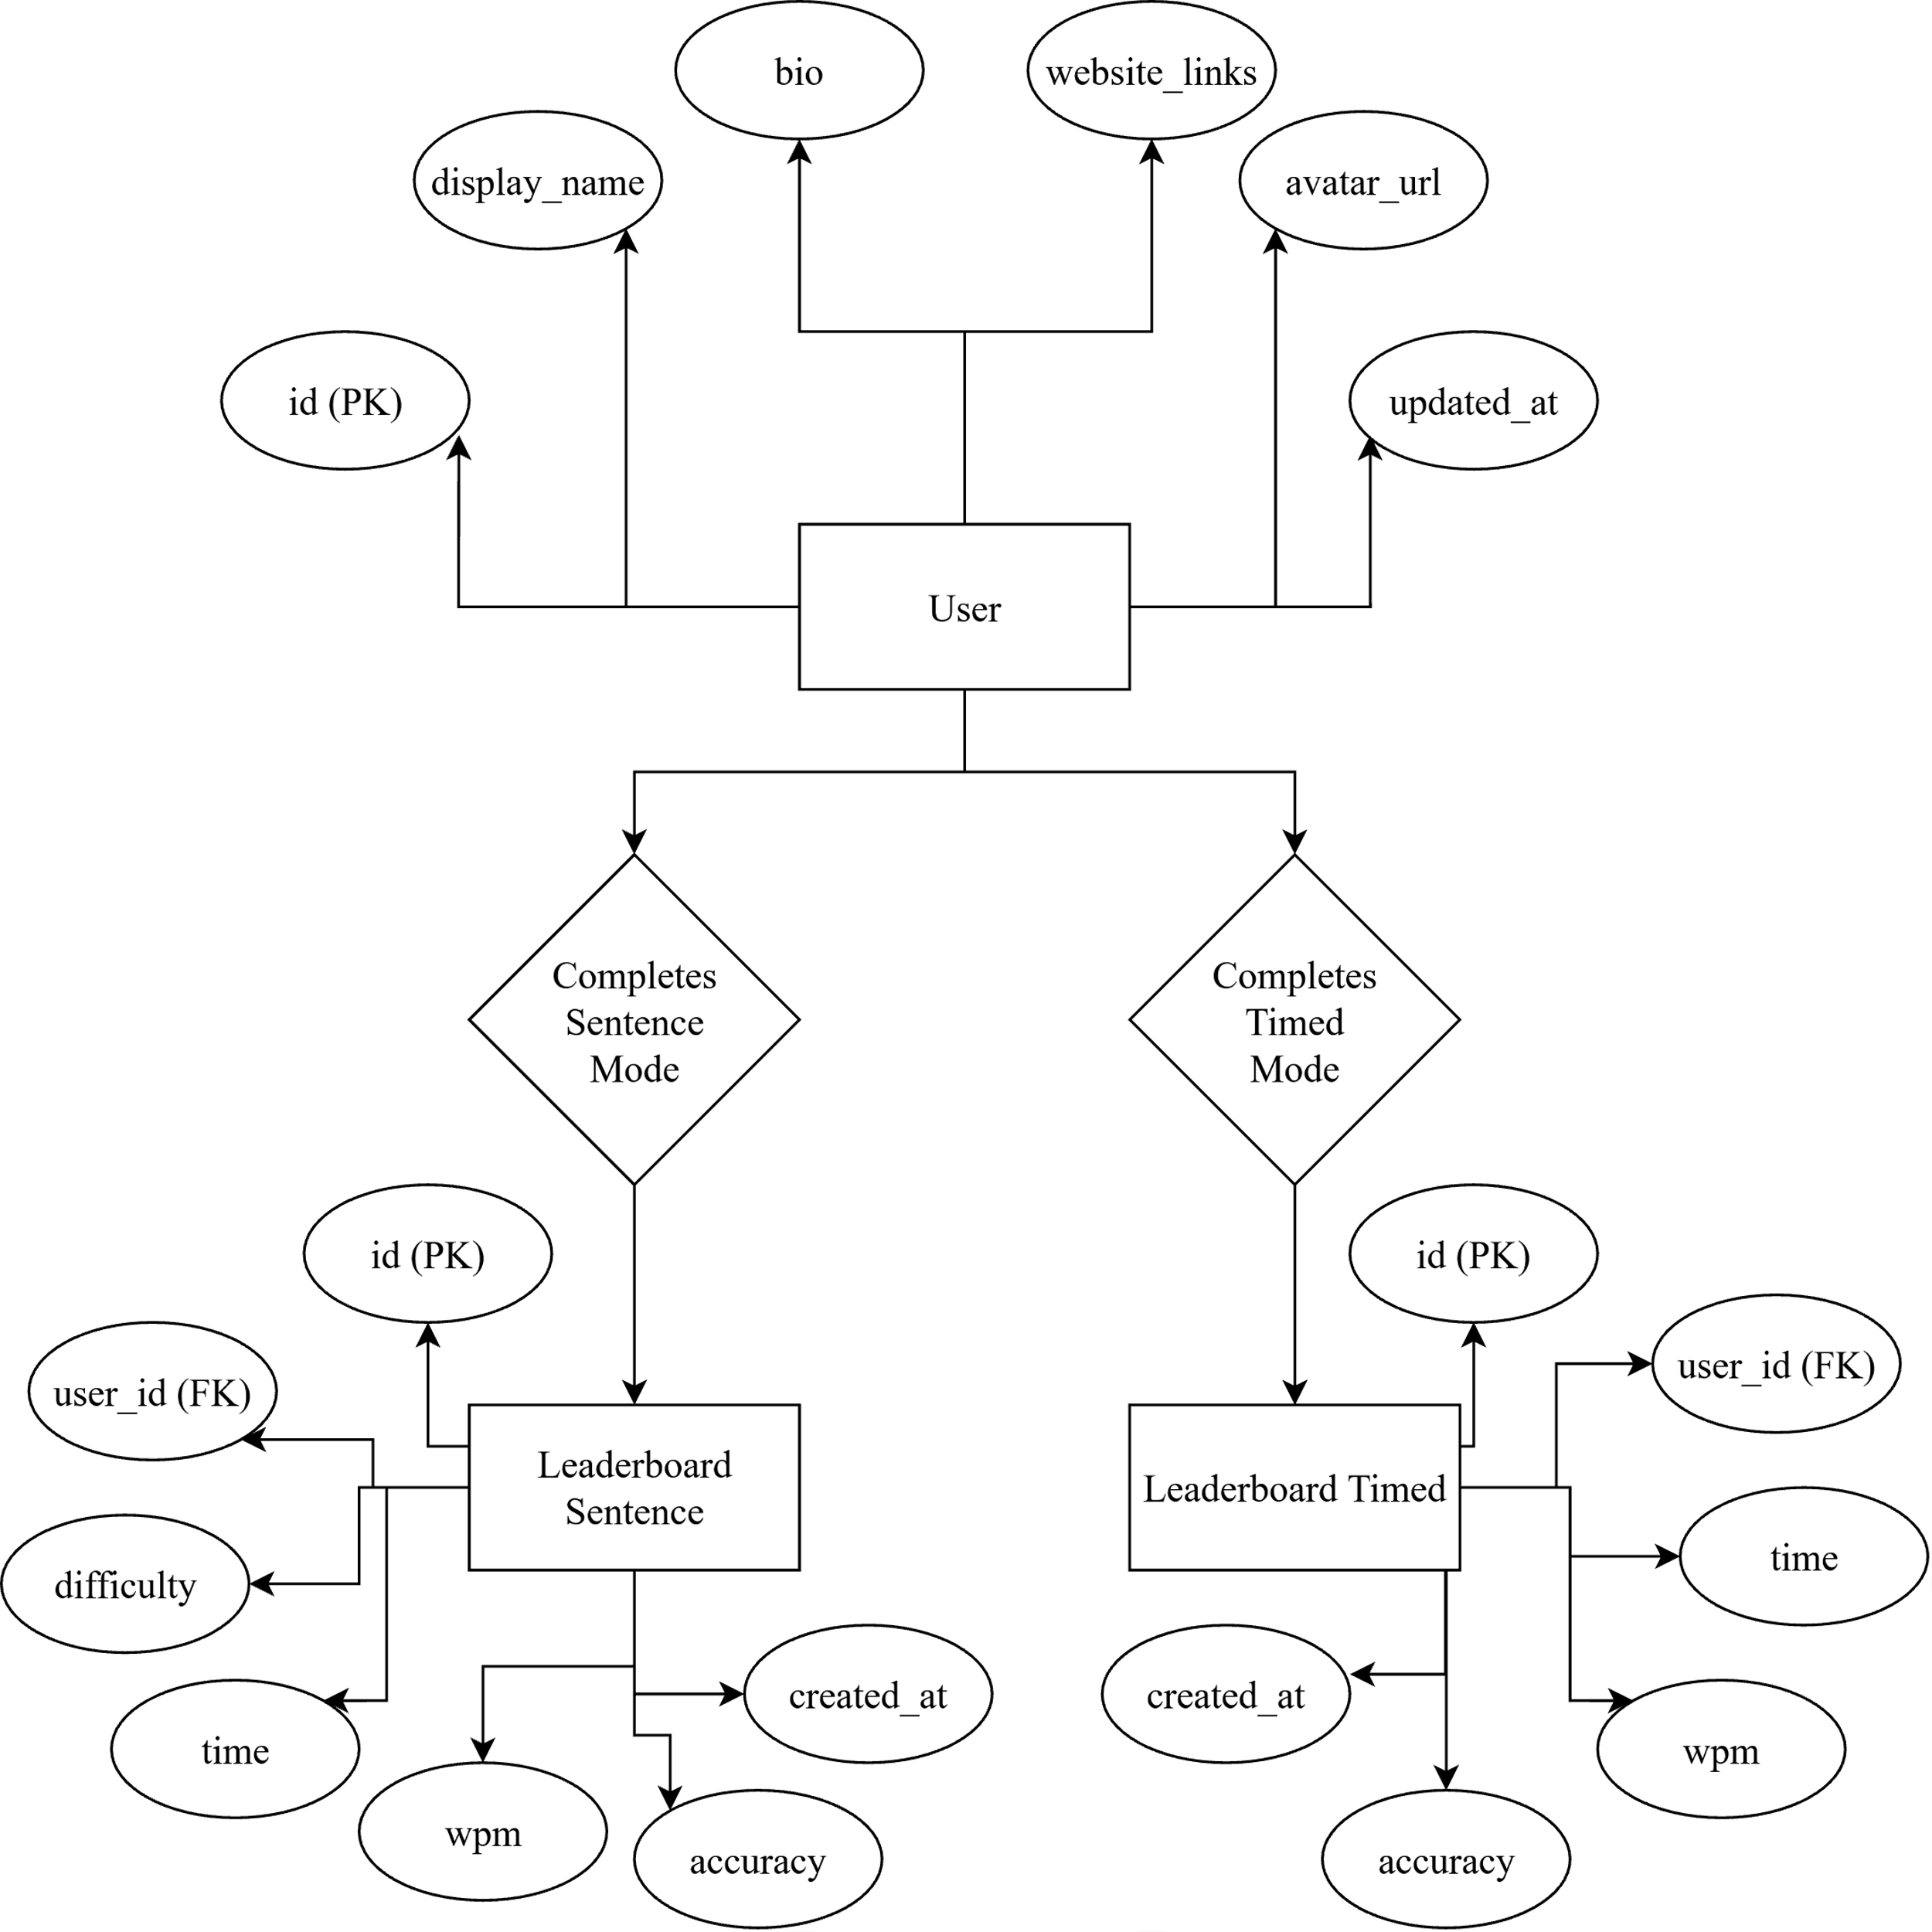 bio
website_links
display_name
avatar_url
id (PK)
updated_at
User
Completes
Sentence
Mode
Completes
Timed
Mode
id (PK)
id (PK)
user_id (FK)
user_id (FK)
Leaderboard
Sentence
Leaderboard Timed
difficulty
time
created_at
created_at
time
wpm
wpm
accuracy
accuracy